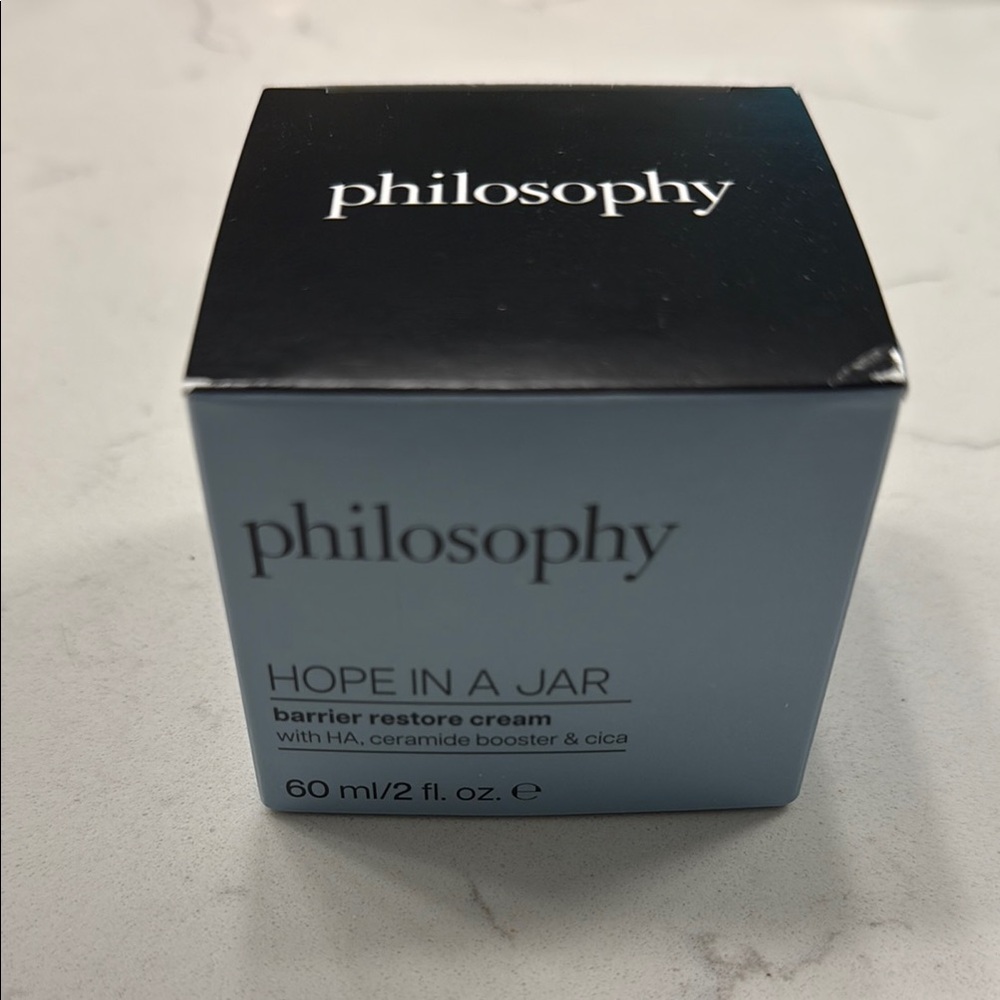 philosophy
philosophy
HOPE IN A JAR
barrier restore cream
with HA, ceramide booster & cica
60 ml/2 fl. oz. ℮